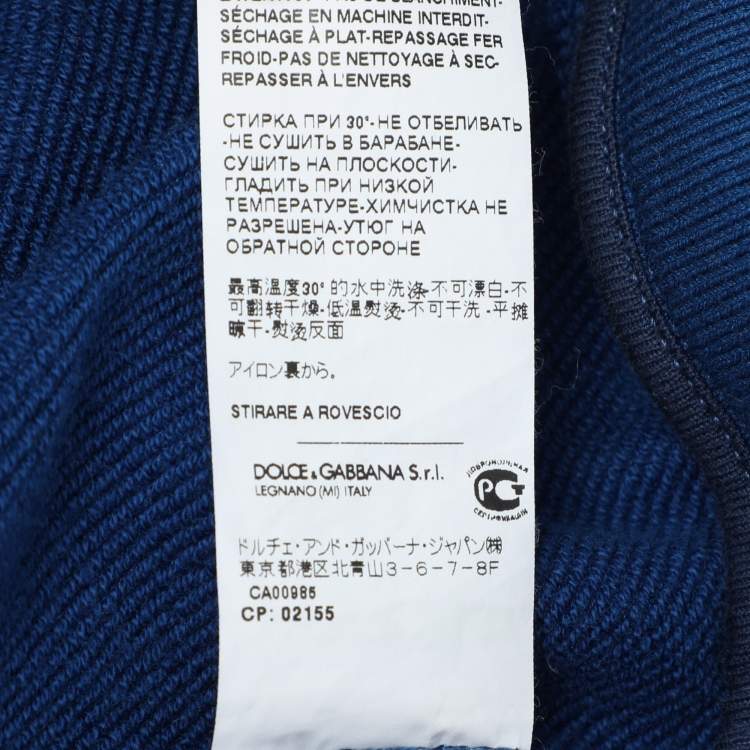 PAS DE BLANCHIMENT-
SÉCHAGE EN MACHINE INTERDIT-
SÉCHAGE À PLAT-REPASSAGE FER
FROID-PAS DE NETTOYAGE À SEC-
REPASSER À L'ENVERS
СТИРКА ПРИ 30°-НЕ ОТБЕЛИВАТЬ
-НЕ СУШИТЬ В БАРАБАНЕ-
СУШИТЬ НА ПЛОСКОСТИ-
ГЛАДИТЬ ПРИ НИЗКОЙ
ТЕМПЕРАТУРЕ-ХИМЧИСТКА НЕ
РАЗРЕШЕНА-УТЮГ НА
ОБРАТНОЙ СТОРОНЕ
最高温度30°的水中洗涤-不可漂白-不
可翻转干燥-低温熨烫-不可干洗-平摊
晾干-熨烫反面
アイロン裏から。
STIRARE A ROVESCIO
DOLCE & GABBANA S.r.l.
LEGNANO (MI) ITALY
ДОБРОВОЛЬНАЯ
РСТ
СЕРТИФИКАЦИЯ
ドルチェ・アンド・ガッバーナ・ジャパン㈱
東京都港区北青山3-6-7-8F
CA00985
CP: 02155